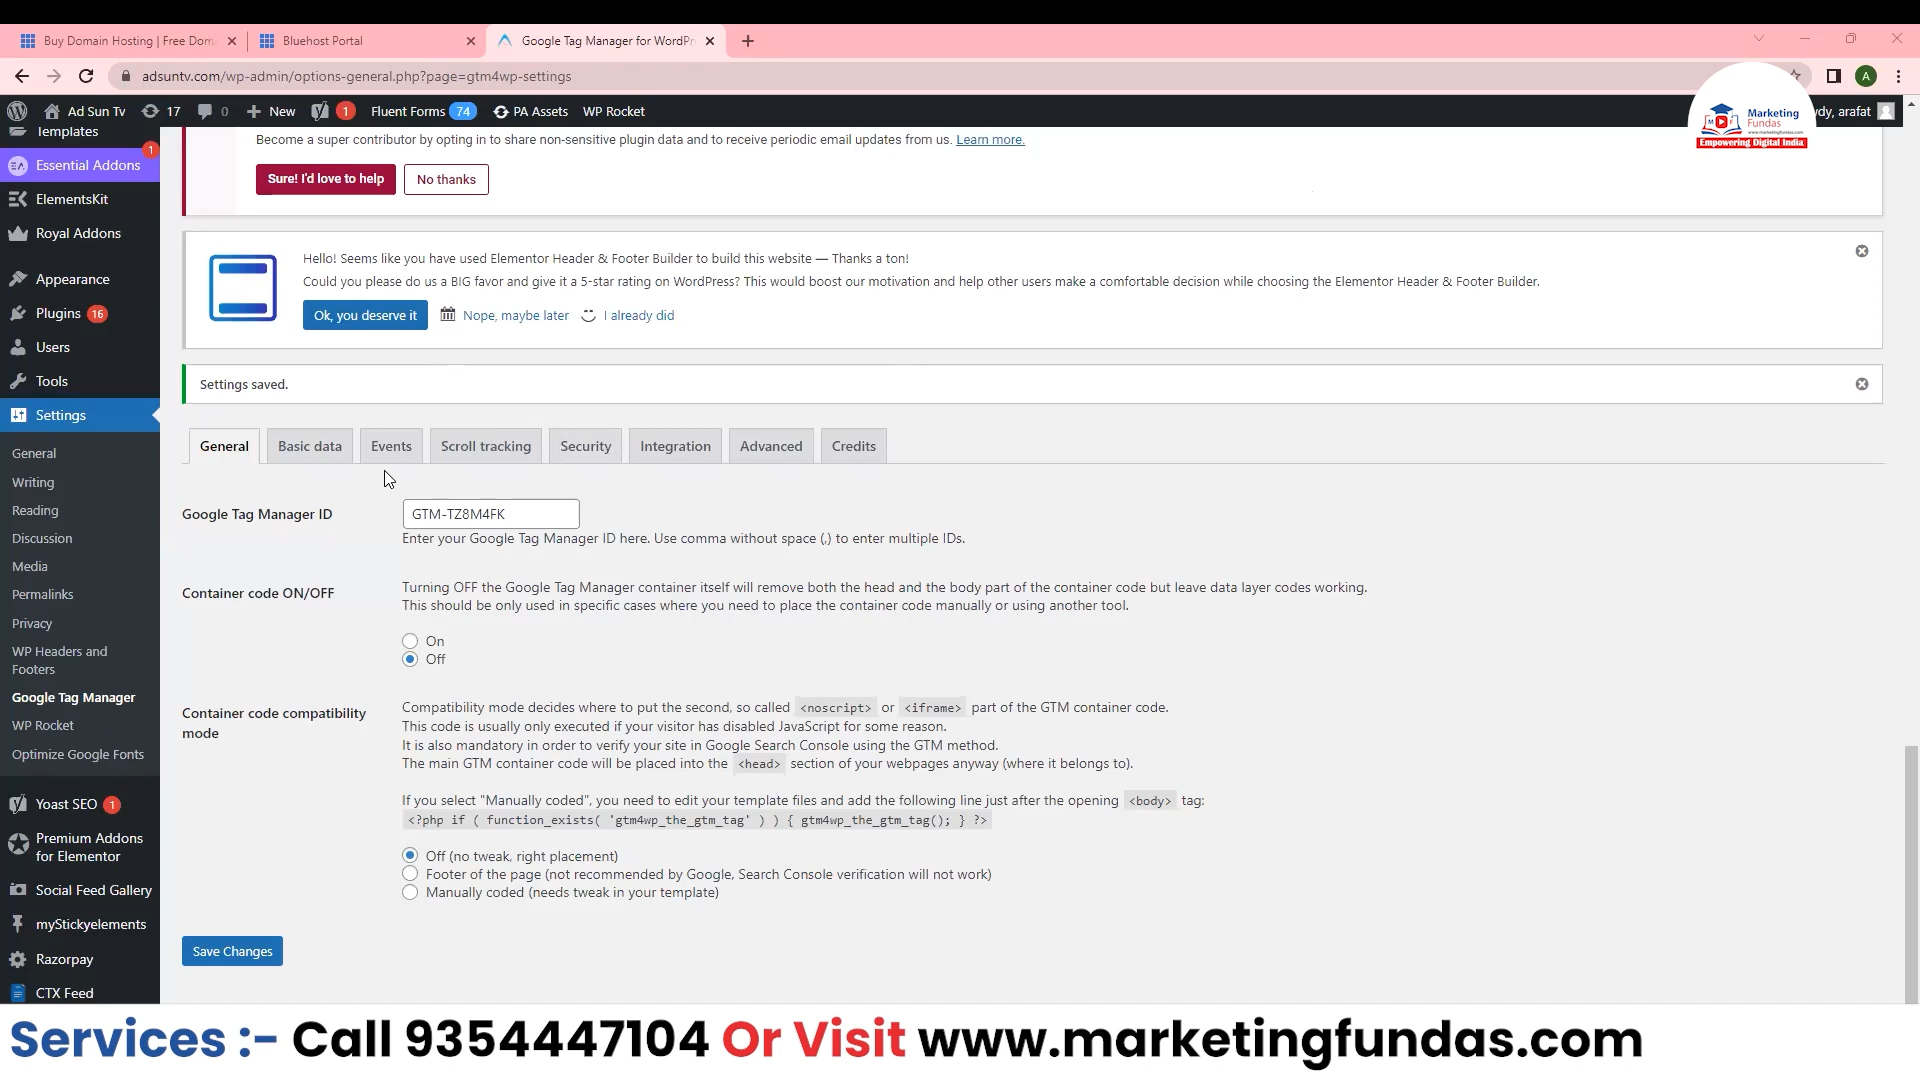 Buy Domain Hosting | Free Dom
Bluehost Portal
Google Tag Manager for WordPr
adsuntv.com/wp-admin/options-general.php?page=gtm4wp-settings
A
Ad Sun Tv
17
0
New
1
Fluent Forms 74
PA Assets
WP Rocket
dy, arafat
Marketing
Fundas
www.marketingfundas.com
Empowering Digital India
Templates
Essential Addons
1
ElementsKit
Royal Addons
Appearance
Plugins 16
Users
Tools
Settings
General
Writing
Reading
Discussion
Media
Permalinks
Privacy
WP Headers and
Footers
Google Tag Manager
WP Rocket
Optimize Google Fonts
Yoast SEO 1
Premium Addons
for Elementor
Social Feed Gallery
myStickyelements
Razorpay
CTX Feed
Become a super contributor by opting in to share non-sensitive plugin data and to receive periodic email updates from us. Learn more.
Sure! I'd love to help
No thanks
Hello! Seems like you have used Elementor Header & Footer Builder to build this website — Thanks a ton!
Could you please do us a BIG favor and give it a 5-star rating on WordPress? This would boost our motivation and help other users make a comfortable decision while choosing the Elementor Header & Footer Builder.
Ok, you deserve it
Nope, maybe later
I already did
Settings saved.
General
Basic data
Events
Scroll tracking
Security
Integration
Advanced
Credits
Google Tag Manager ID
GTM-TZ8M4FK
Enter your Google Tag Manager ID here. Use comma without space (,) to enter multiple IDs.
Container code ON/OFF
Turning OFF the Google Tag Manager container itself will remove both the head and the body part of the container code but leave data layer codes working.
This should be only used in specific cases where you need to place the container code manually or using another tool.
On
Off
Container code compatibility
mode
Compatibility mode decides where to put the second, so called <noscript> or <iframe> part of the GTM container code.
This code is usually only executed if your visitor has disabled JavaScript for some reason.
It is also mandatory in order to verify your site in Google Search Console using the GTM method.
The main GTM container code will be placed into the <head> section of your webpages anyway (where it belongs to).
If you select "Manually coded", you need to edit your template files and add the following line just after the opening <body> tag:
<?php if ( function_exists( 'gtm4wp_the_gtm_tag' ) ) { gtm4wp_the_gtm_tag(); } ?>
Off (no tweak, right placement)
Footer of the page (not recommended by Google, Search Console verification will not work)
Manually coded (needs tweak in your template)
Save Changes
Services :- Call 9354447104 Or Visit www.marketingfundas.com